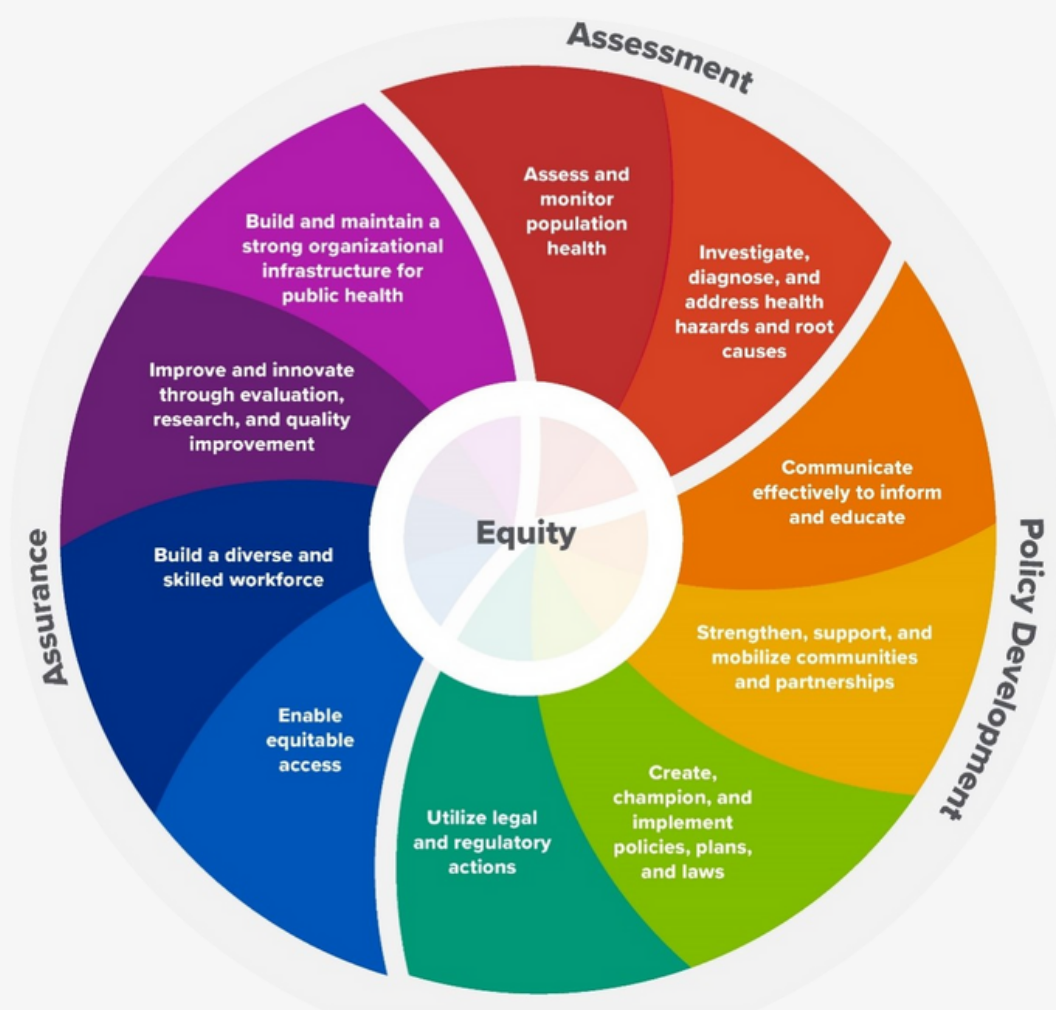 Assessment
Assess and
monitor
population
health
Investigate,
diagnose, and
address health
hazards and root
causes
Communicate
effectively to inform
and educate
Strengthen, support, and
mobilize communities
and partnerships
Policy Development
Create,
champion, and
implement
policies, plans,
and laws
Utilize legal
and regulatory
actions
Enable
equitable
access
Build a diverse and
skilled workforce
Assurance
Improve and innovate
through evaluation,
research, and quality
improvement
Build and maintain a
strong organizational
infrastructure for
public health
Equity